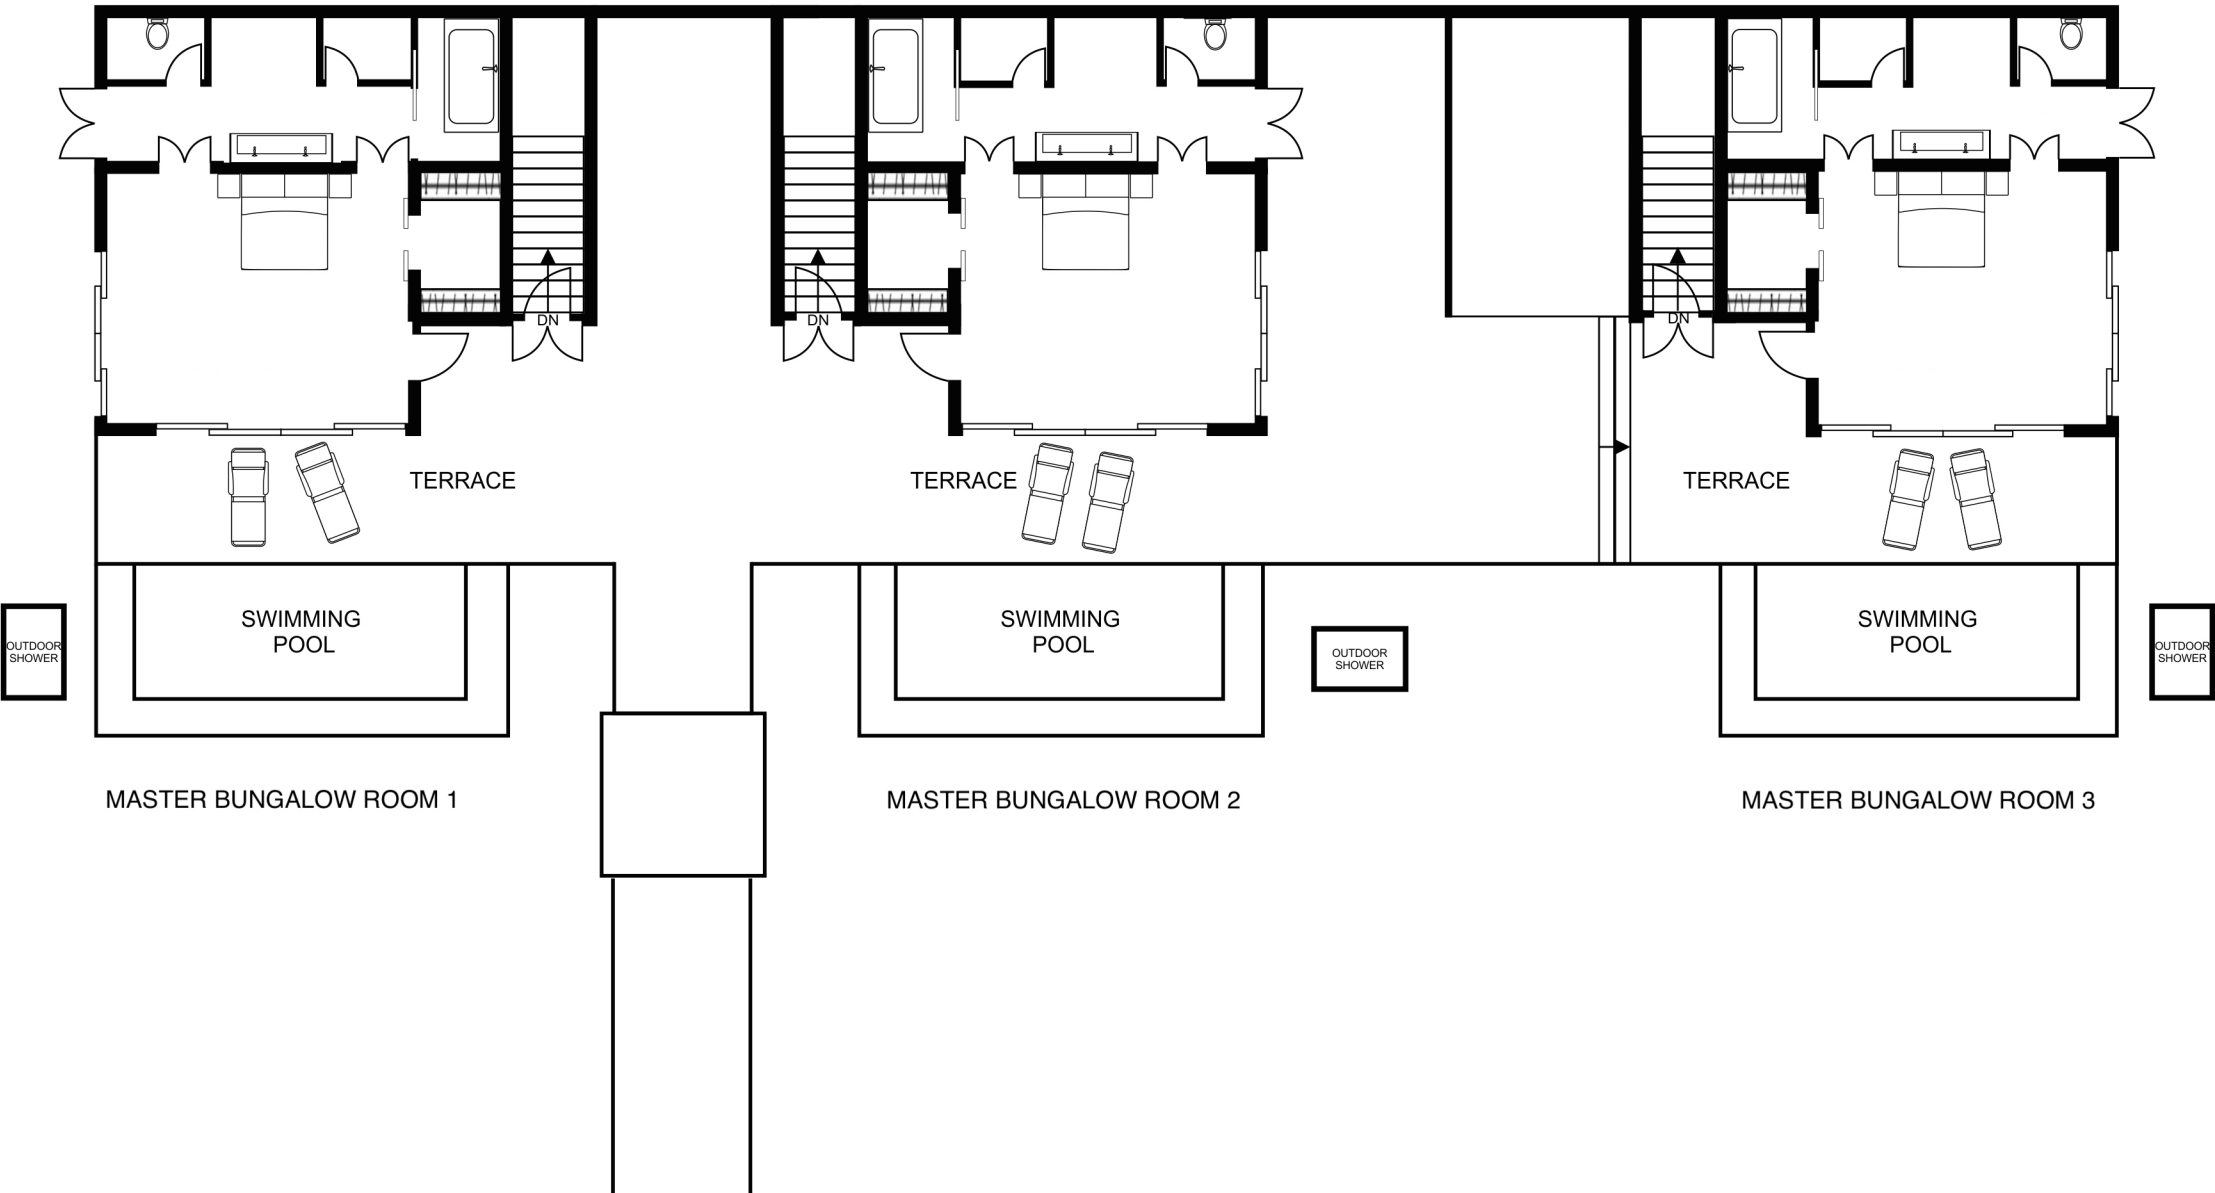 DN
DN
DN
TERRACE
TERRACE
TERRACE
SWIMMING
POOL
SWIMMING
POOL
SWIMMING
POOL
OUTDOOR
SHOWER
OUTDOOR
SHOWER
OUTDOOR
SHOWER
MASTER BUNGALOW ROOM 1
MASTER BUNGALOW ROOM 2
MASTER BUNGALOW ROOM 3